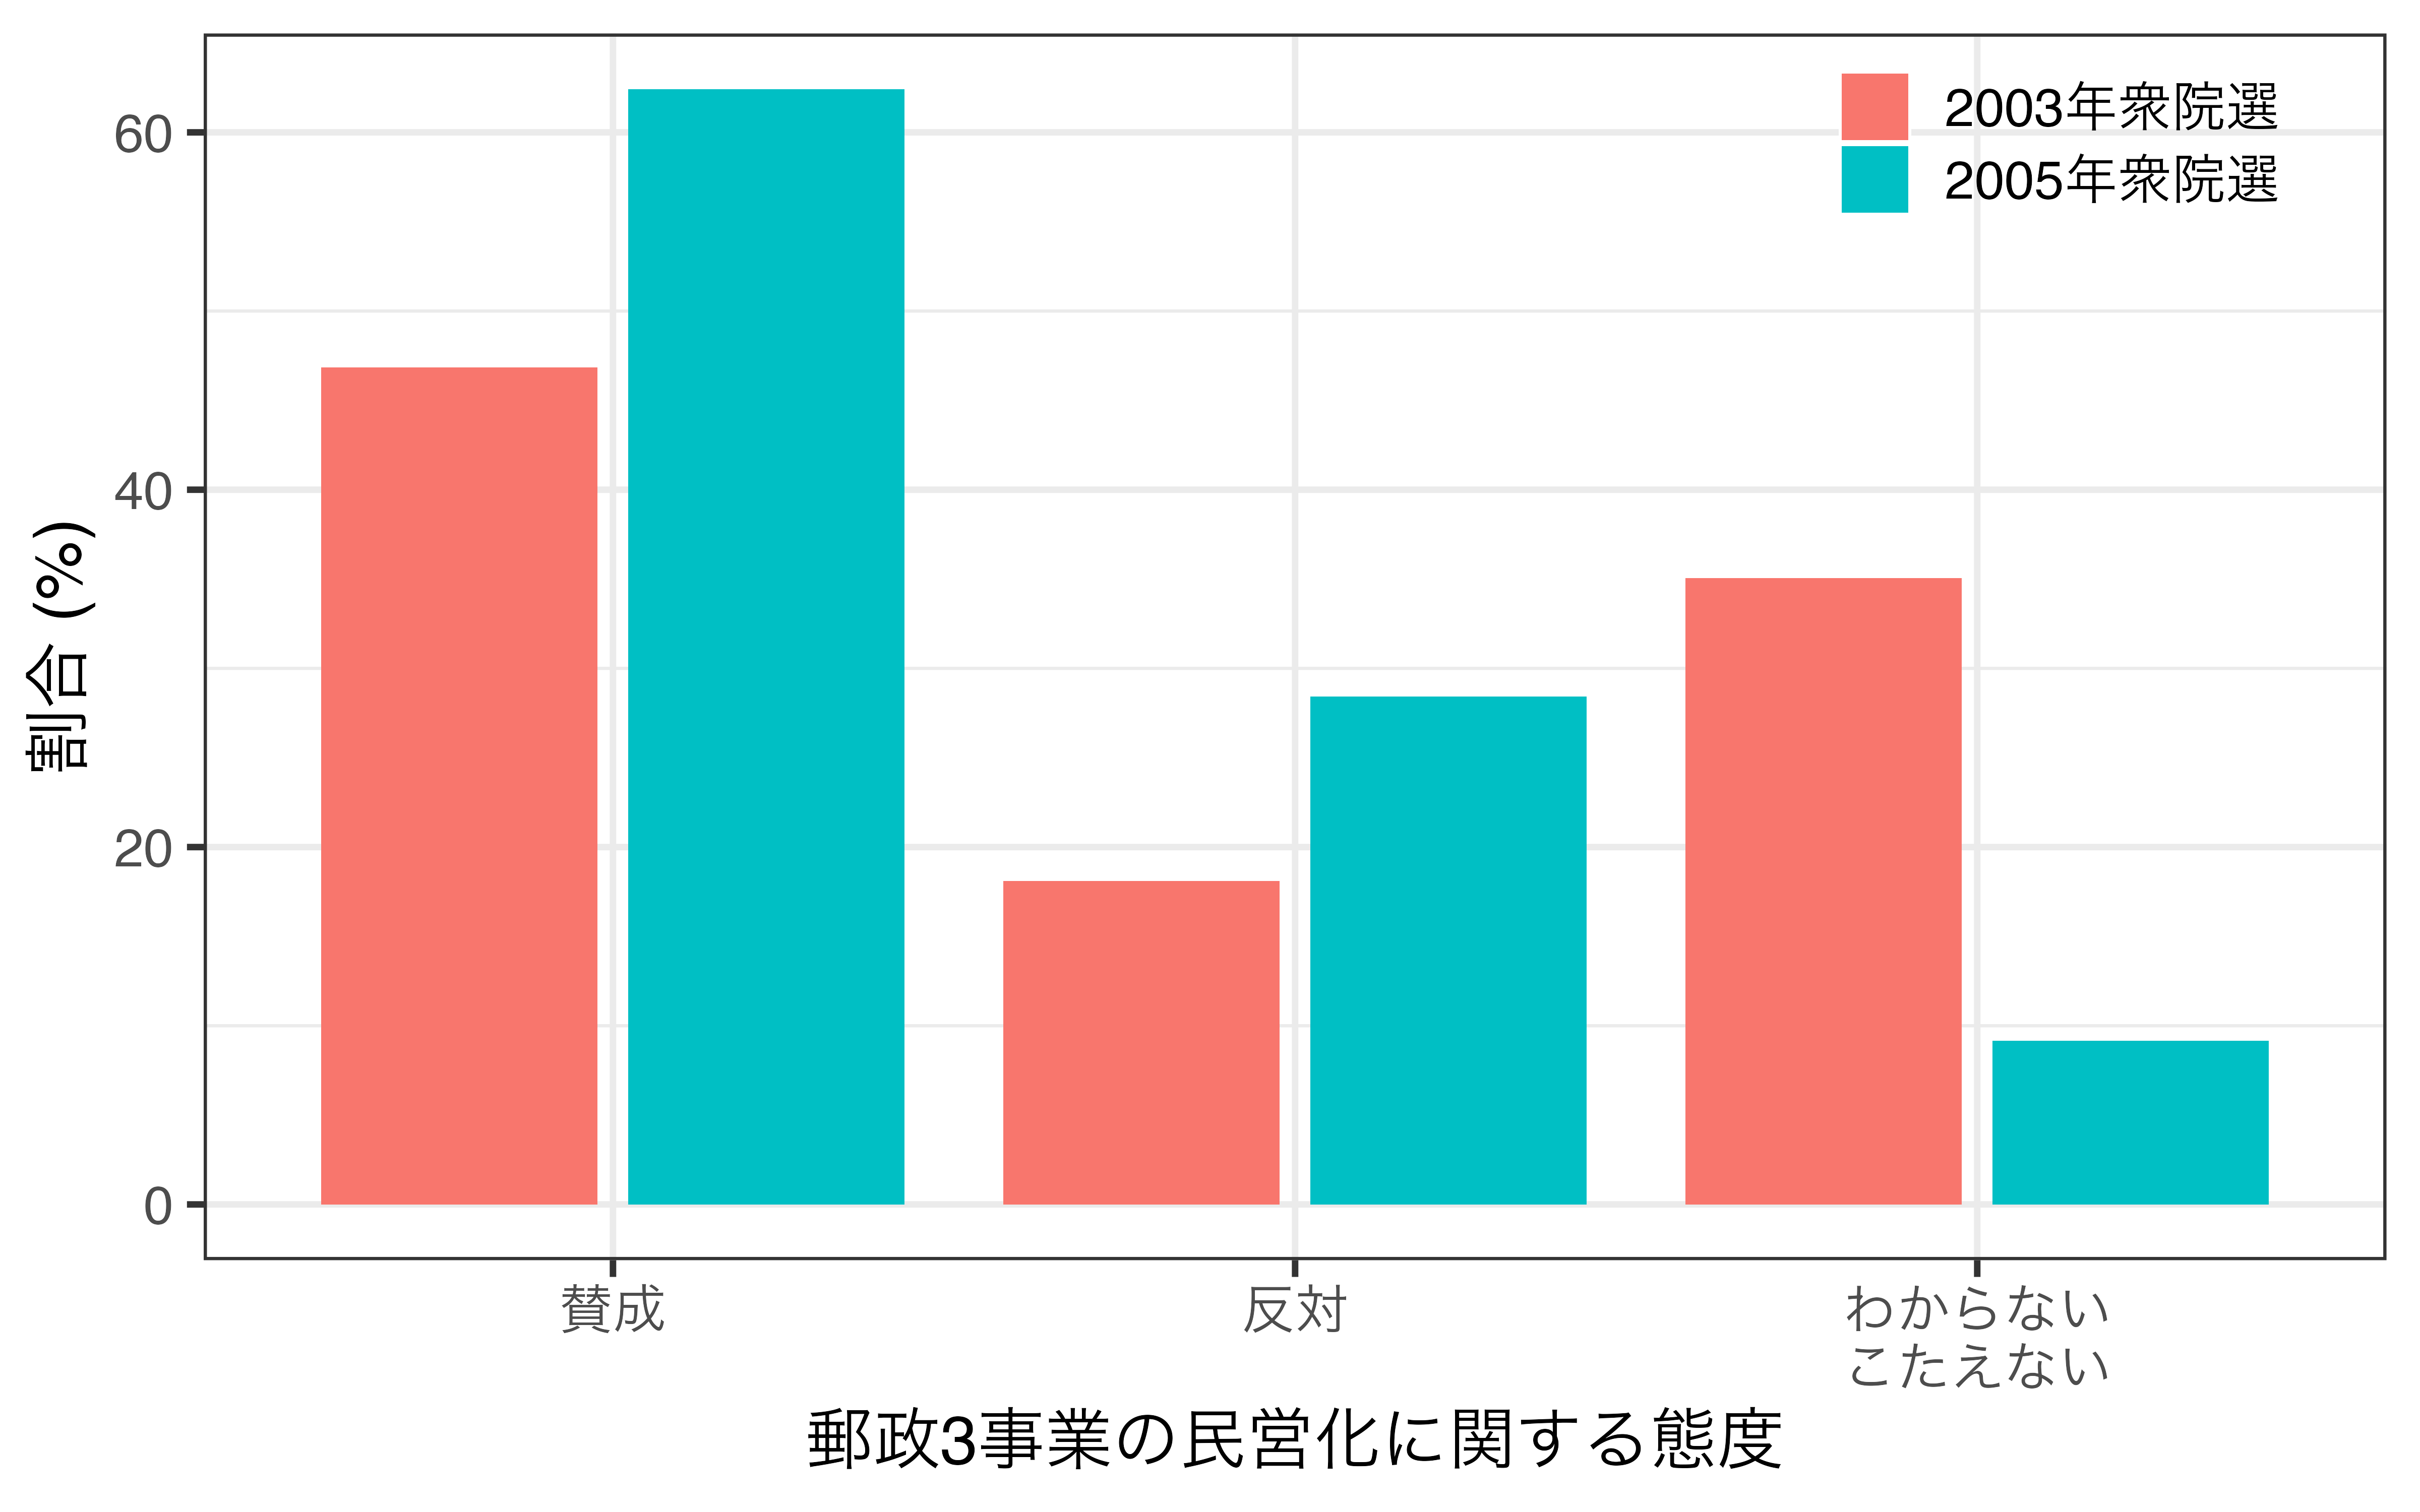 2003年衆院選
2005年衆院選
60
40
20
0
割合 (%)
賛成
反対
わからない
こたえない
郵政3事業の民営化に関する態度